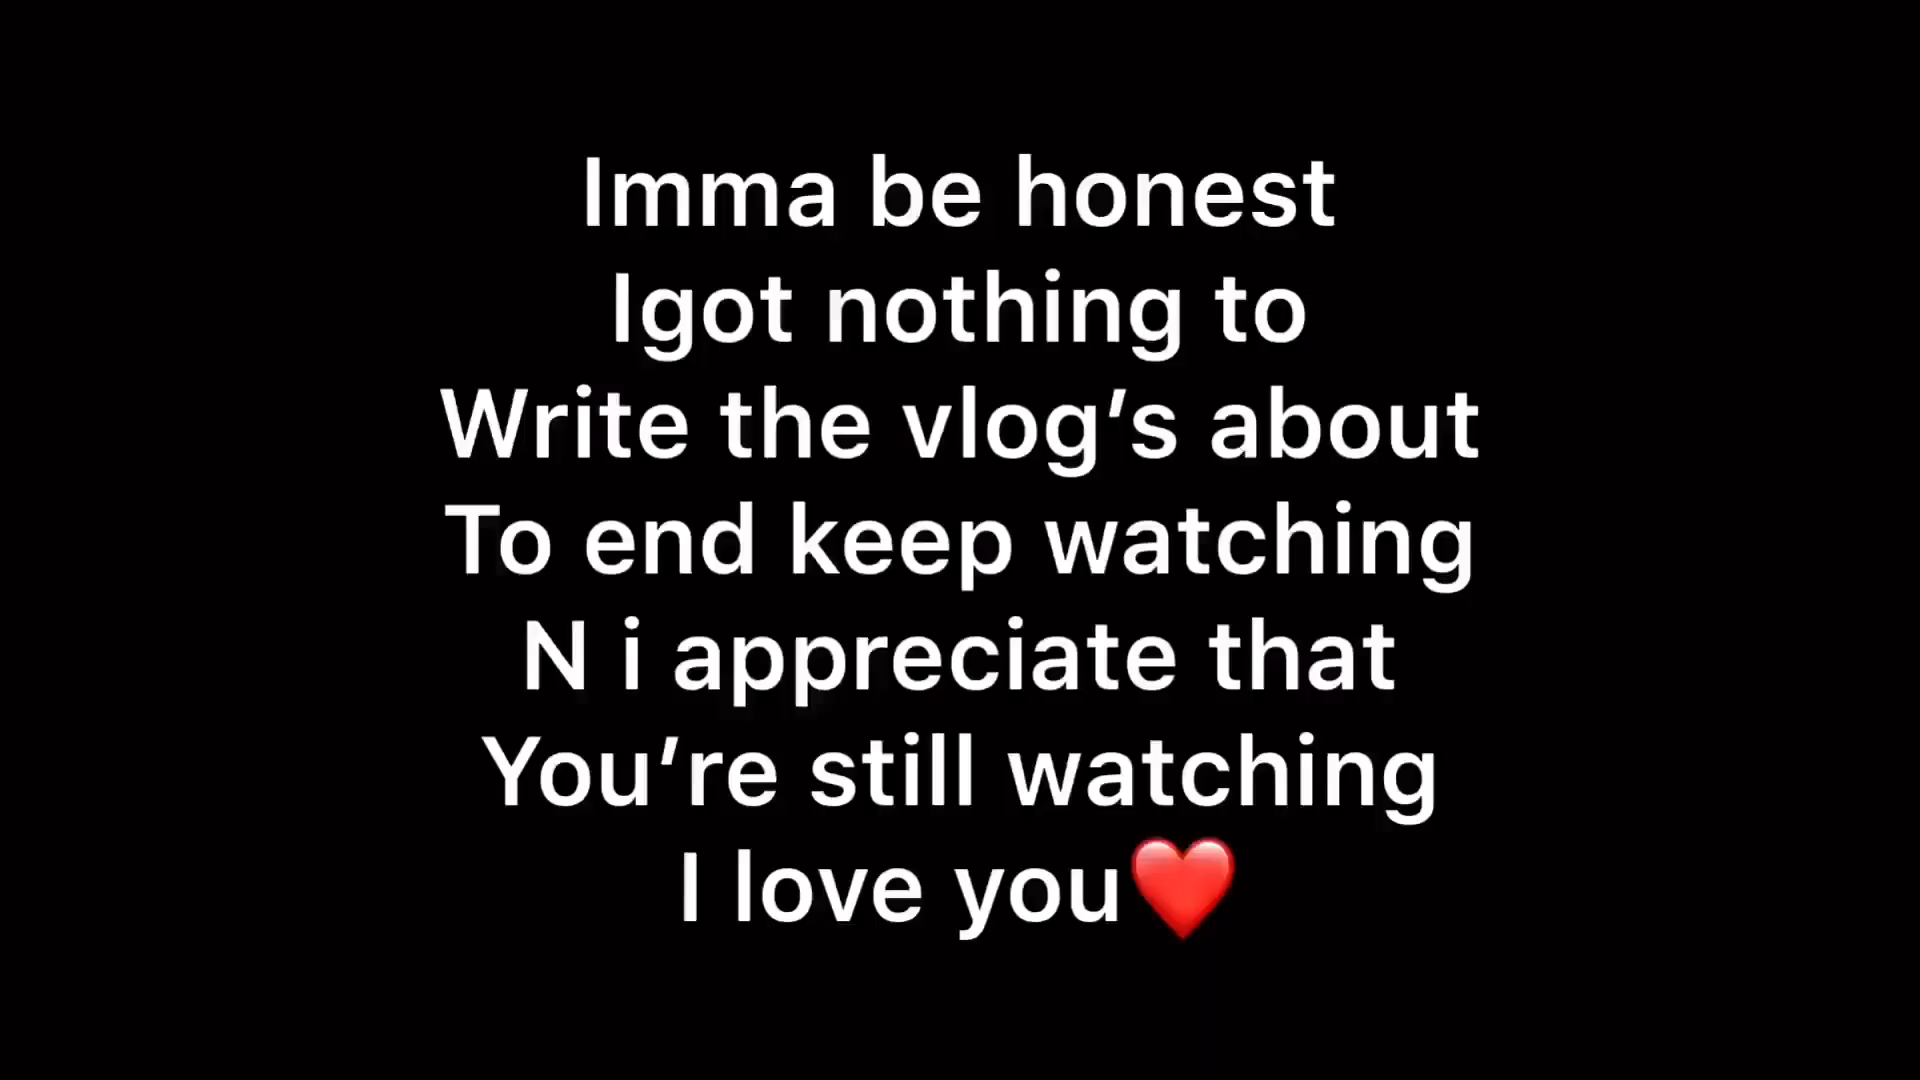 Imma be honest
Igot nothing to
Write the vlog’s about
To end keep watching
N i appreciate that
You’re still watching
I love you❤️